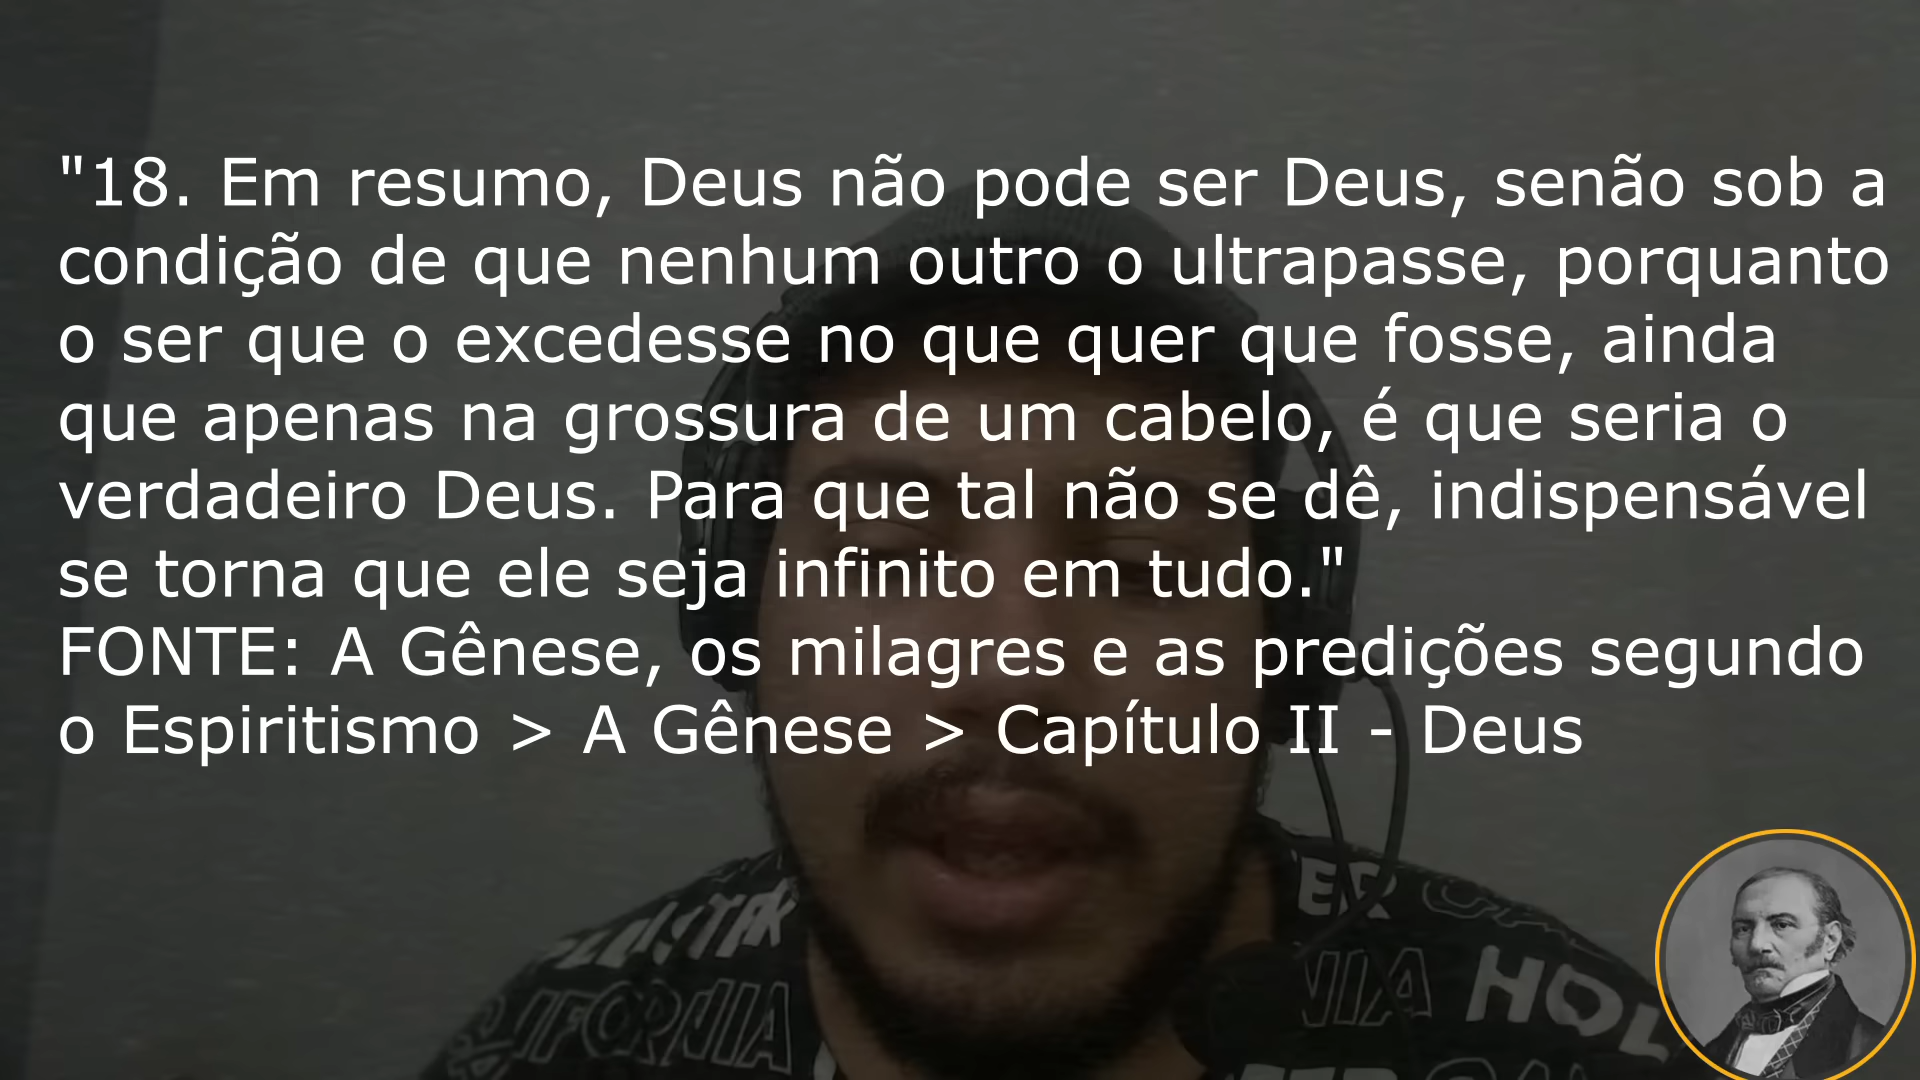 "18. Em resumo, Deus não pode ser Deus, senão sob a
condição de que nenhum outro o ultrapasse, porquanto
o ser que o excedesse no que quer que fosse, ainda
que apenas na grossura de um cabelo, é que seria o
verdadeiro Deus. Para que tal não se dê, indispensável
se torna que ele seja infinito em tudo."
FONTE: A Gênese, os milagres e as predições segundo
o Espiritismo > A Gênese > Capítulo II - Deus
HOL